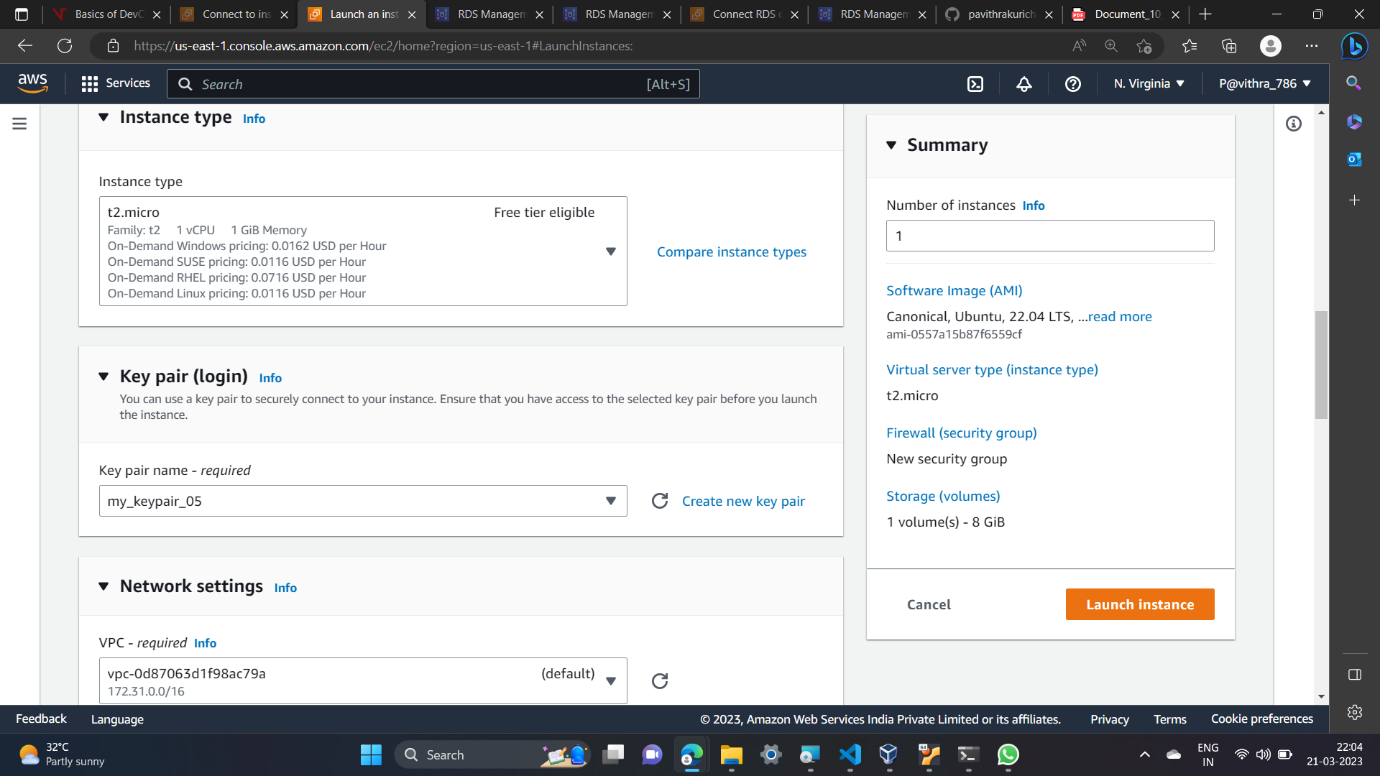 Basics of DevC
Connect to ins
Launch an inst
RDS Managem
RDS Managem
Connect RDS
RDS Managem
pavithrakurich
Document_10
https://us-east-1.console.aws.amazon.com/ec2/home?region=us-east-1#LaunchInstances:
aws
Services
Search
[Alt+S]
N. Virginia
P@vithra_786
Instance type Info
Instance type
t2.micro
Free tier eligible
Family: t2 1 vCPU 1 GiB Memory
On-Demand Windows pricing: 0.0162 USD per Hour
On-Demand SUSE pricing: 0.0116 USD per Hour
On-Demand RHEL pricing: 0.0716 USD per Hour
On-Demand Linux pricing: 0.0116 USD per Hour
Compare instance types
Key pair (login) Info
You can use a key pair to securely connect to your instance. Ensure that you have access to the selected key pair before you launch
the instance.
Key pair name - required
my_keypair_05
Create new key pair
Network settings Info
VPC - required Info
vpc-0d87063d1f98ac79a
(default)
172.31.0.0/16
Summary
Number of instances Info
1
Software Image (AMI)
Canonical, Ubuntu, 22.04 LTS, ...read more
ami-0557a15b87f6559cf
Virtual server type (instance type)
t2.micro
Firewall (security group)
New security group
Storage (volumes)
1 volume(s) - 8 GiB
Cancel
Launch instance
Feedback
Language
© 2023, Amazon Web Services India Private Limited or its affiliates.
Privacy
Terms
Cookie preferences
32°C
Partly sunny
Search
ENG
IN
22:04
21-03-2023